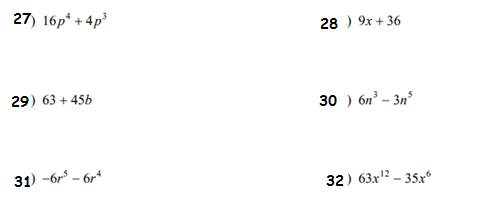 27) 16p⁴ + 4p³
28 ) 9x + 36
29) 63 + 45b
30 ) 6n³ − 3n⁵
31) −6r⁵ − 6r⁴
32) 63x¹² − 35x⁶